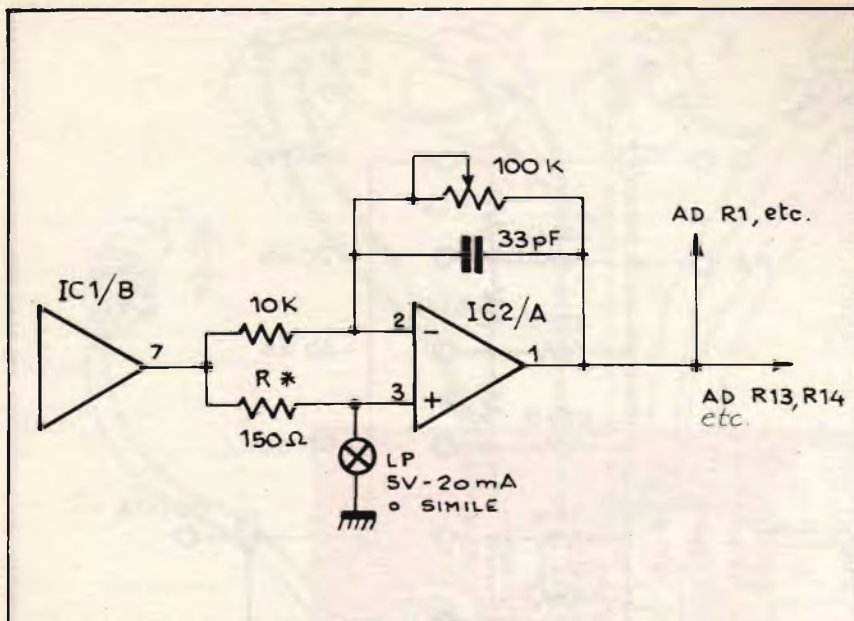 100K
AD R1, etc.
33pF
IC1/B
10K
IC2/A
7
2
-
1
R *
3
+
AD R13, R14
etc.
150Ω
LP
5V-20mA
o SIMILE